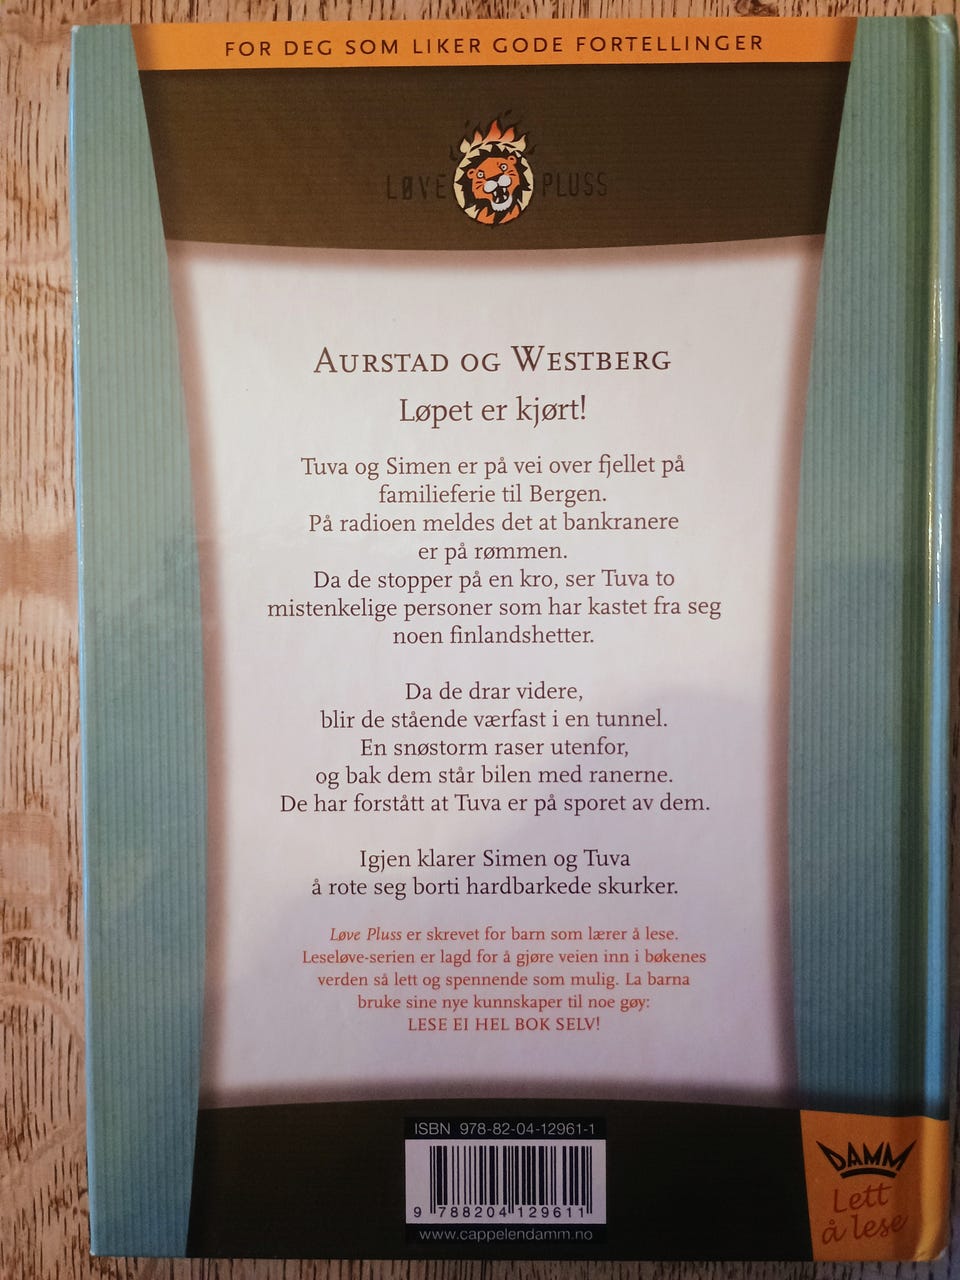 FOR DEG SOM LIKER GODE FORTELLINGER
LØVE PLUSS
AURSTAD OG WESTBERG
Løpet er kjørt!
Tuva og Simen er på vei over fjellet på
familieferie til Bergen.
På radioen meldes det at bankranere
er på rømmen.
Da de stopper på en kro, ser Tuva to
mistenkelige personer som har kastet fra seg
noen finlandshetter.
Da de drar videre,
blir de stående værfast i en tunnel.
En snøstorm raser utenfor,
og bak dem står bilen med ranerne.
De har forstått at Tuva er på sporet av dem.
Igjen klarer Simen og Tuva
å rote seg borti hardbarkede skurker.
Løve Pluss er skrevet for barn som lærer å lese.
Leseløve-serien er lagd for å gjøre veien inn i bøkenes
verden så lett og spennende som mulig. La barna
bruke sine nye kunnskaper til noe gøy:
LESE EI HEL BOK SELV!
ISBN 978-82-04-12961-1
9 788204 129611
www.cappelendamm.no
DAMM
Lett
å lese